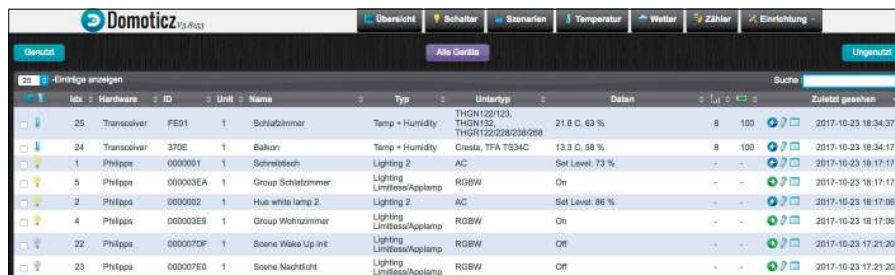 Domoticz V3.8153
Übersicht Schalter Szenarien Temperatur Wetter Zähler Einrichtung
Genutzt Alle Geräte Ungenutzt
25 -Einträge anzeigen Suche:
Idx Hardware ID Unit Name Typ Untertyp Daten Zuletzt gesehen
25 Transceiver FE01 1 Schlafzimmer Temp + Humidity THGN122/123, THGN132, THGR122/228/238/268 21.8 C, 63 % 8 100 2017-10-23 18:34:37
24 Transceiver 370E 1 Balkon Temp + Humidity Cresta, TFA TS34C 13.3 C, 58 % 8 100 2017-10-23 18:34:17
1 Philipps 0000001 1 Schreibtisch Lighting 2 AC Set Level: 73 % - - 2017-10-23 18:17:17
5 Philipps 000003EA 1 Group Schlafzimmer Lighting Limitless/Applamp RGBW On - - 2017-10-23 18:17:17
2 Philipps 0000002 1 Hue white lamp 2 Lighting 2 AC Set Level: 86 % - - 2017-10-23 18:17:06
4 Philipps 000003E9 1 Group Wohnzimmer Lighting Limitless/Applamp RGBW On - - 2017-10-23 18:17:06
22 Philipps 000007DF 1 Scene Wake Up init Lighting Limitless/Applamp RGBW Off - - 2017-10-23 17:21:20
23 Philipps 000007E0 1 Scene Nachtlicht Lighting Limitless/Applamp RGBW Off - - 2017-10-23 17:21:20